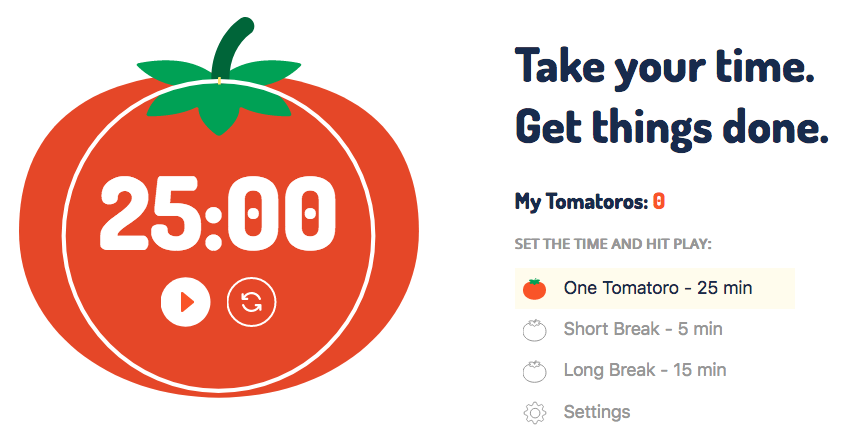 25:00
Take your time.
Get things done.
My Tomatoros: 0
SET THE TIME AND HIT PLAY:
One Tomatoro - 25 min
Short Break - 5 min
Long Break - 15 min
Settings